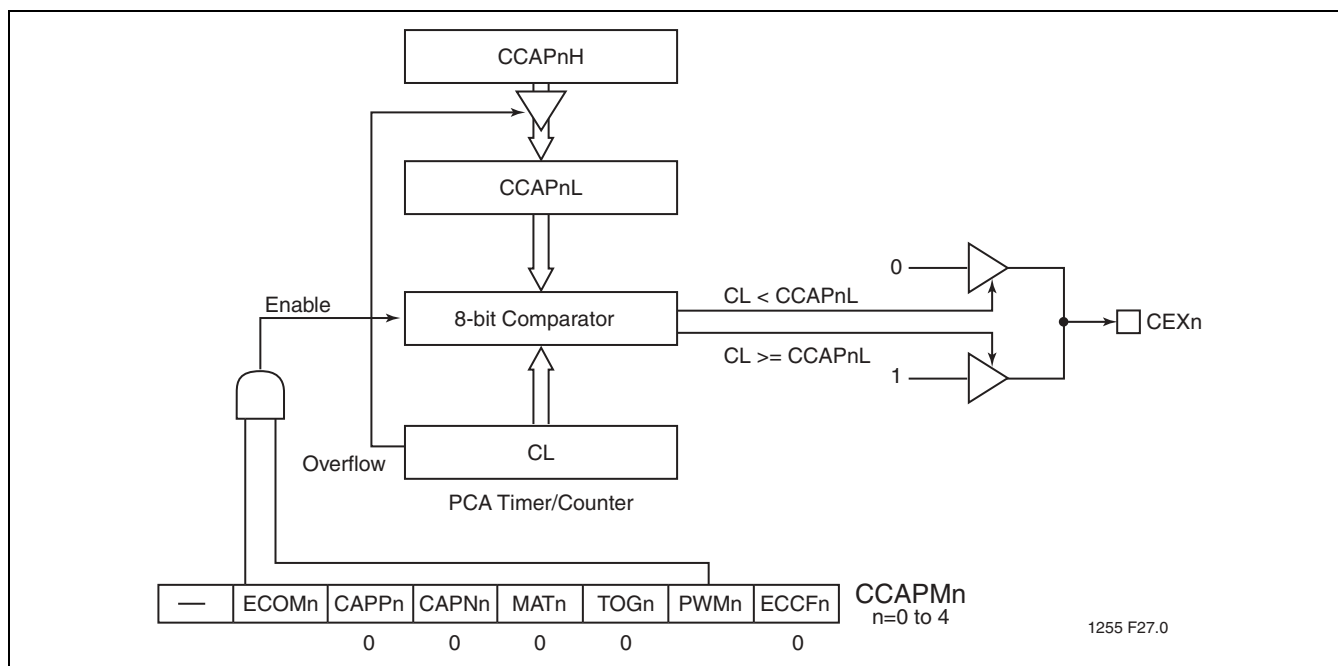 CCAPnH
CCAPnL
0
CL < CCAPnL
Enable
8-bit Comparator
CEXn
CL >= CCAPnL
1
CL
Overflow
PCA Timer/Counter
— ECOMn CAPPn CAPNn MATn TOGn PWMn ECCFn CCAPMn
n=0 to 4
0 0 0 0 0
1255 F27.0